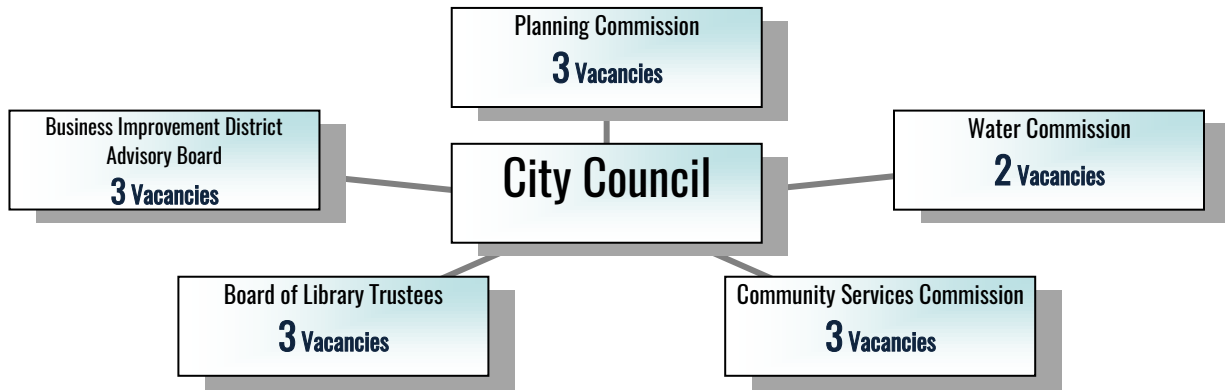 Planning Commission
3 Vacancies
Business Improvement District
Advisory Board
3 Vacancies
City Council
Water Commission
2 Vacancies
Board of Library Trustees
3 Vacancies
Community Services Commission
3 Vacancies